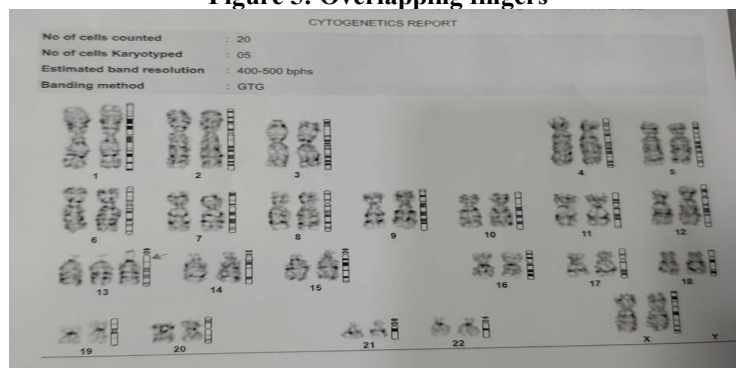 Figure 5: Overlapping fingers
CYTOGENETICS REPORT
No of cells counted : 20
No of cells Karyotyped : 05
Estimated band resolution : 400-500 bphs
Banding method : GTG
1 2 3 4 5
6 7 8 9 10 11 12
13 14 15 16 17 18
19 20 21 22 X Y